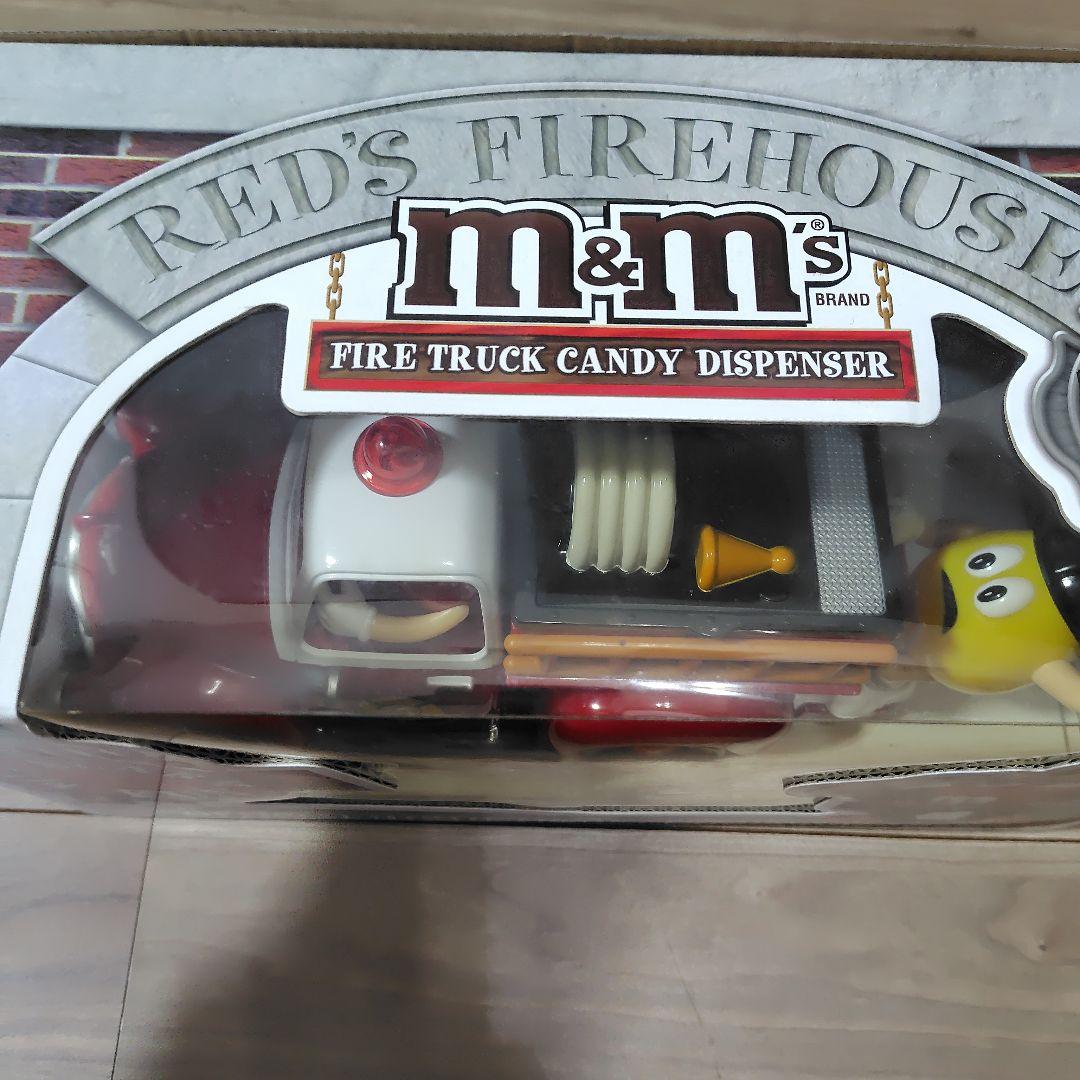 RED'S FIREHOUSE
m&m's®
BRAND
FIRE TRUCK CANDY DISPENSER